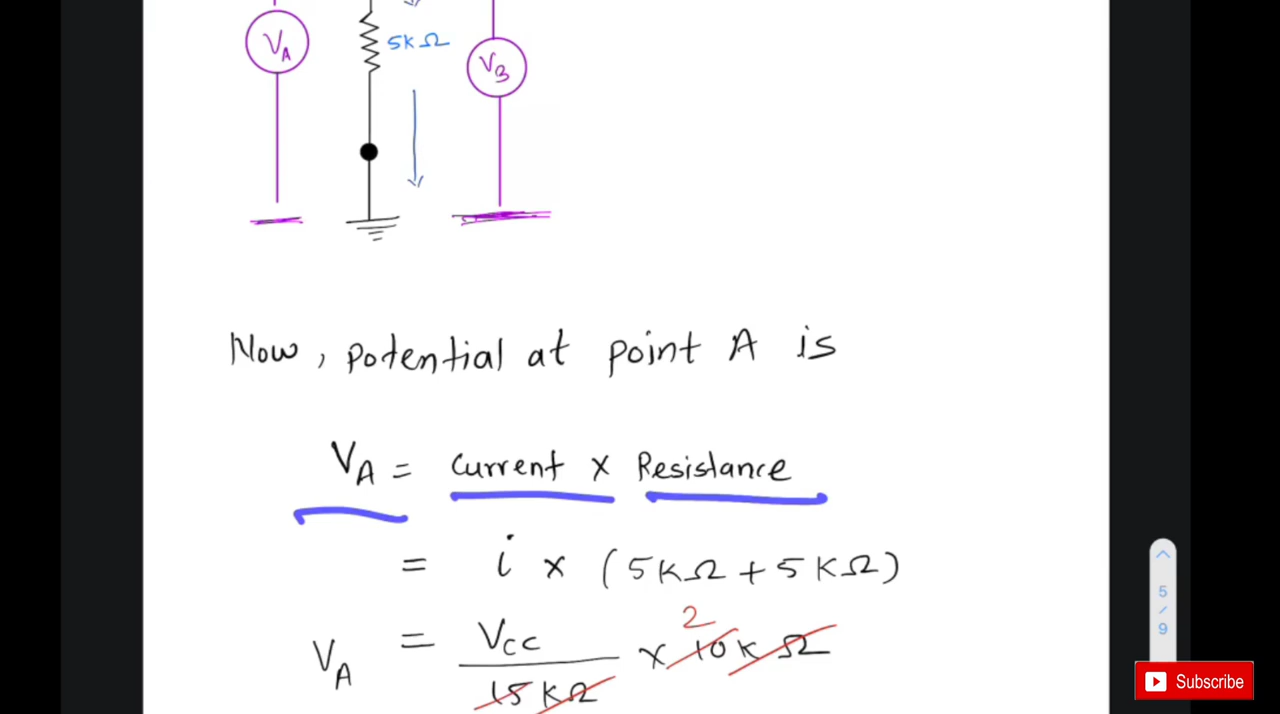 VA
5KΩ
VB
Now, potential at point A is
VA = Current x Resistance
= i x (5KΩ + 5KΩ)
2
VA = Vcc x 10KΩ
15KΩ
5
/
9
Subscribe